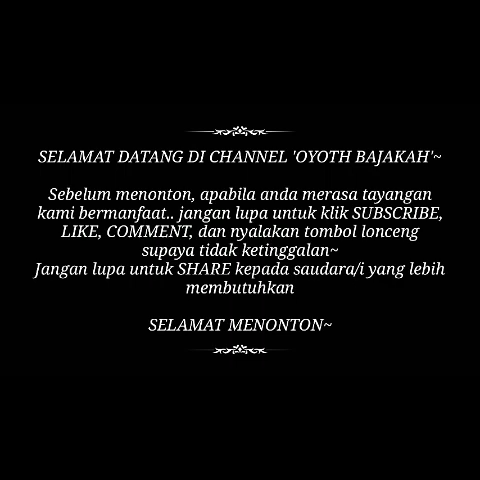 SELAMAT DATANG DI CHANNEL 'OYOTH BAJAKAH'~
Sebelum menonton, apabila anda merasa tayangan
kami bermanfaat.. jangan lupa untuk klik SUBSCRIBE,
LIKE, COMMENT, dan nyalakan tombol lonceng
supaya tidak ketinggalan~
Jangan lupa untuk SHARE kepada saudara/i yang lebih
membutuhkan
SELAMAT MENONTON~